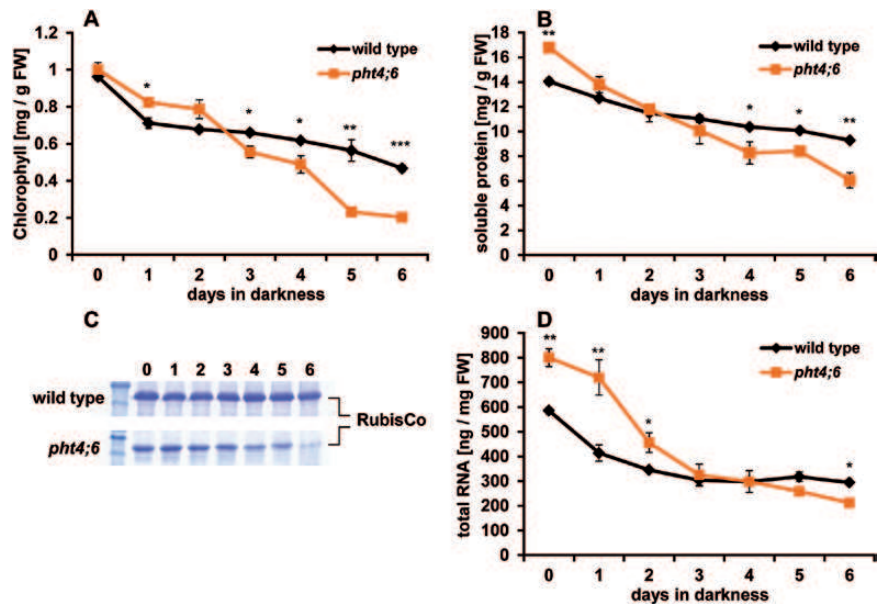 A
wild type
pht4;6
*
*
*
**
***
Chlorophyll [mg / g FW]
1.2
1
0.8
0.6
0.4
0.2
0
0 1 2 3 4 5 6
days in darkness
B
wild type
pht4;6
**
*
*
**
soluble protein [mg / g FW]
18
16
14
12
10
8
6
4
2
0
0 1 2 3 4 5 6
days in darkness
C
0 1 2 3 4 5 6
wild type
RubisCo
pht4;6
D
wild type
pht4;6
**
**
*
*
total RNA [ng / mg FW]
900
800
700
600
500
400
300
200
100
0
0 1 2 3 4 5 6
days in darkness